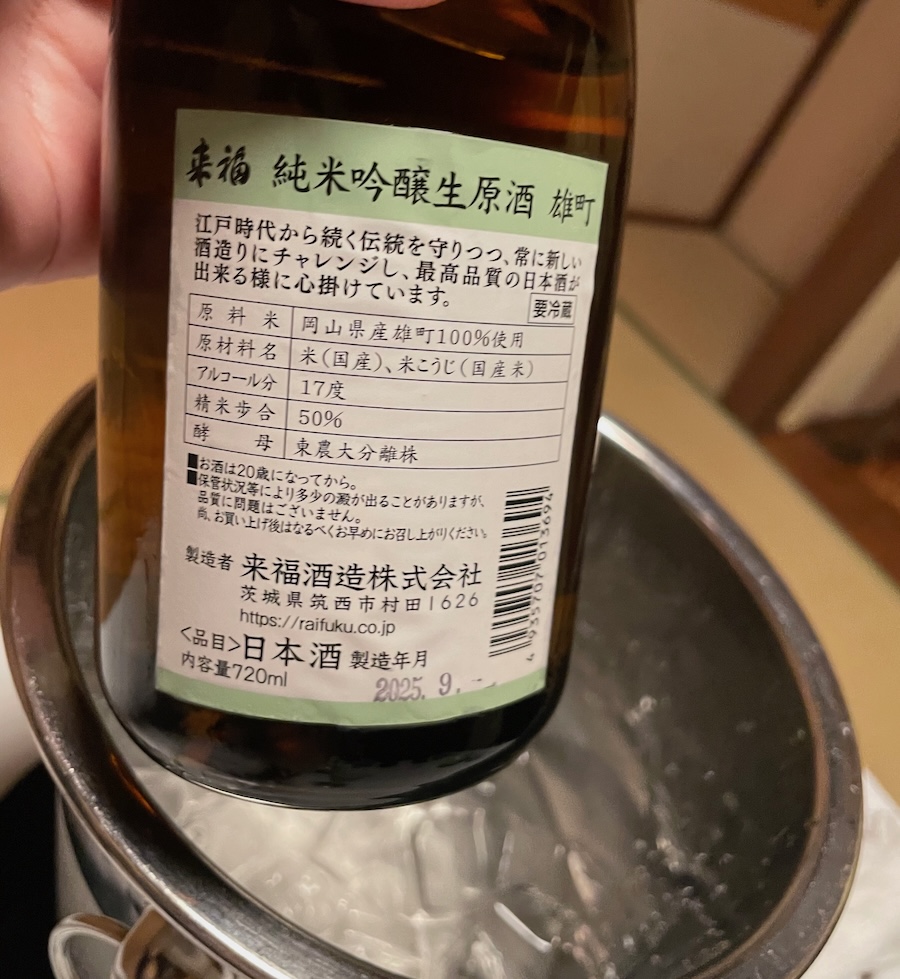 来福 純米吟醸生原酒 雄町
江戸時代から続く伝統を守りつつ、常に新しい
酒造りにチャレンジし、最高品質の日本酒が
出来る様に心掛けています。
要冷蔵
原料米 岡山県産雄町100%使用
原材料名 米(国産)、米こうじ(国産米)
アルコール分 17度
精米歩合 50%
酵母 東農大分離株
■お酒は20歳になってから。
■保管状況等により多少の澱が出ることがありますが、
品質に問題はございません。
尚、お買い上げ後はなるべくお早めにお召し上がりください。
製造者 来福酒造株式会社
茨城県筑西市村田1626
https://raifuku.co.jp
<品目>日本酒 製造年月
内容量720ml 2025. 9.
4935707013694